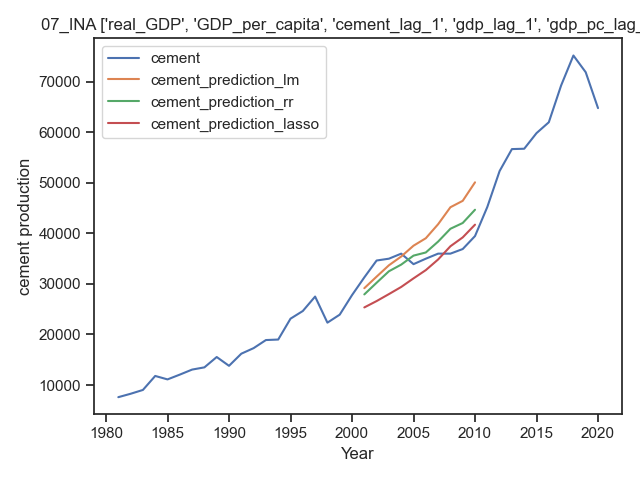 07_INA ['real_GDP', 'GDP_per_capita', 'cement_lag_1', 'gdp_lag_1', 'gdp_pc_lag_
cement
cement_prediction_lm
cement_prediction_rr
cement_prediction_lasso
70000
60000
50000
40000
30000
20000
10000
cement production
1980 1985 1990 1995 2000 2005 2010 2015 2020
Year